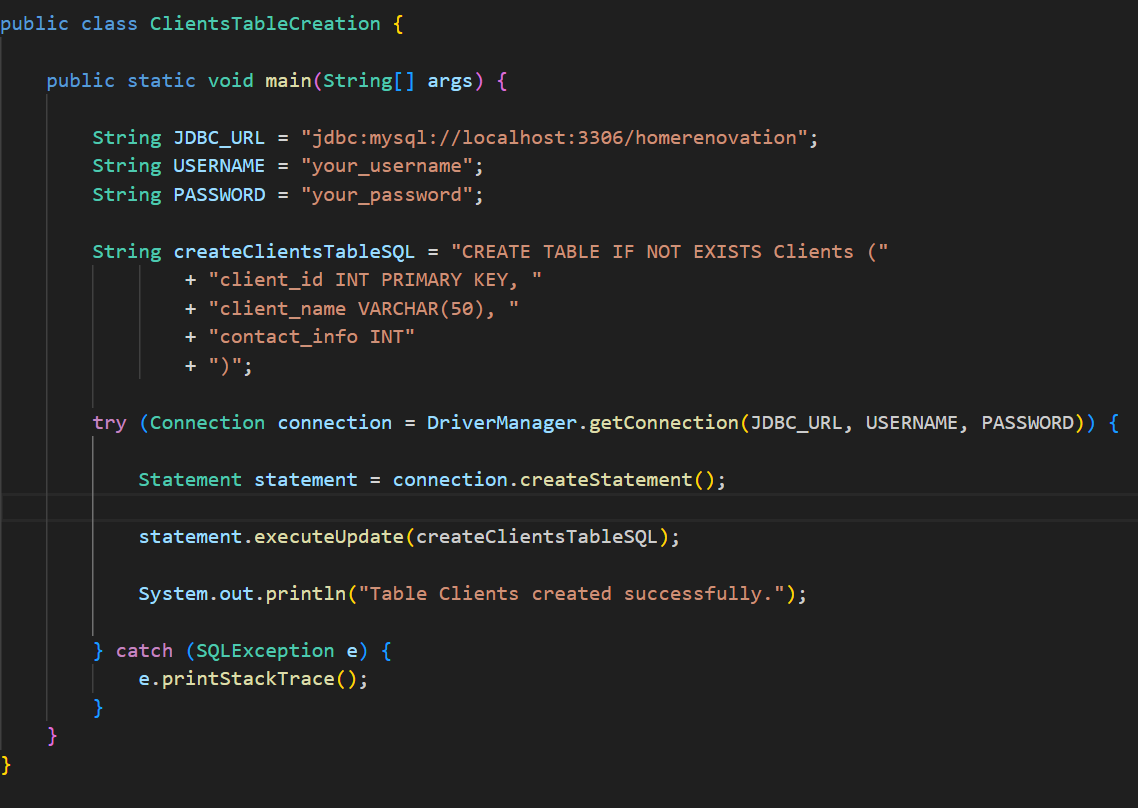 public class ClientsTableCreation {
public static void main(String[] args) {
String JDBC_URL = "jdbc:mysql://localhost:3306/homerenovation";
String USERNAME = "your_username";
String PASSWORD = "your_password";
String createClientsTableSQL = "CREATE TABLE IF NOT EXISTS Clients ("
+ "client_id INT PRIMARY KEY, "
+ "client_name VARCHAR(50), "
+ "contact_info INT"
+ ")";
try (Connection connection = DriverManager.getConnection(JDBC_URL, USERNAME, PASSWORD)) {
Statement statement = connection.createStatement();
statement.executeUpdate(createClientsTableSQL);
System.out.println("Table Clients created successfully.");
} catch (SQLException e) {
e.printStackTrace();
}
}
}